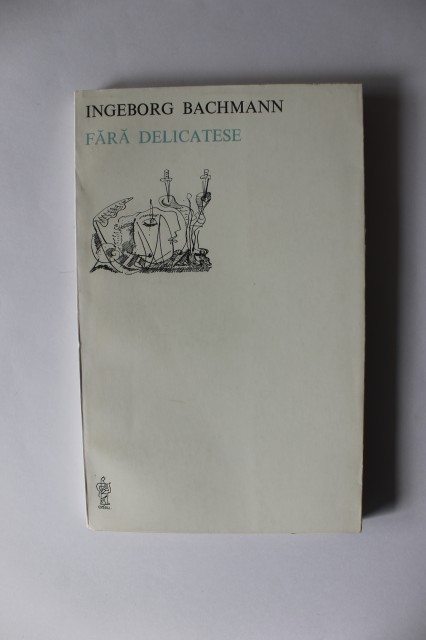 INGEBORG BACHMANN
FĂRĂ DELICATESE